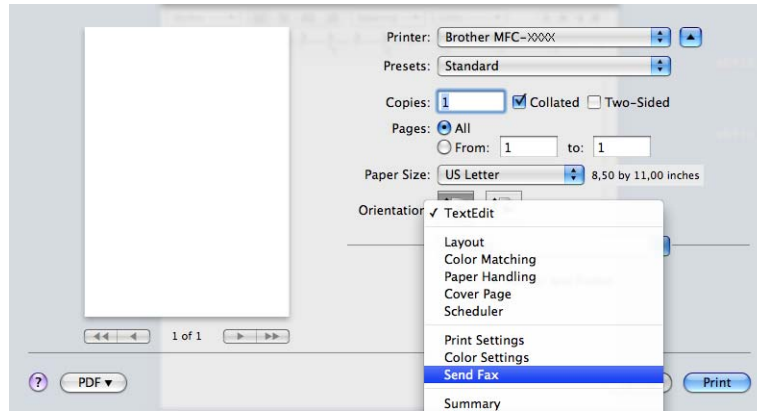 Printer: Brother MFC-XXXX
Presets: Standard
Copies: 1 Collated Two-Sided
Pages: All
From: 1 to: 1
Paper Size: US Letter 8,50 by 11,00 inches
Orientation
✓ TextEdit
Layout
Color Matching
Paper Handling
Cover Page
Scheduler
1 of 1
Print Settings
Color Settings
Send Fax
? PDF ▼ Print
Summary